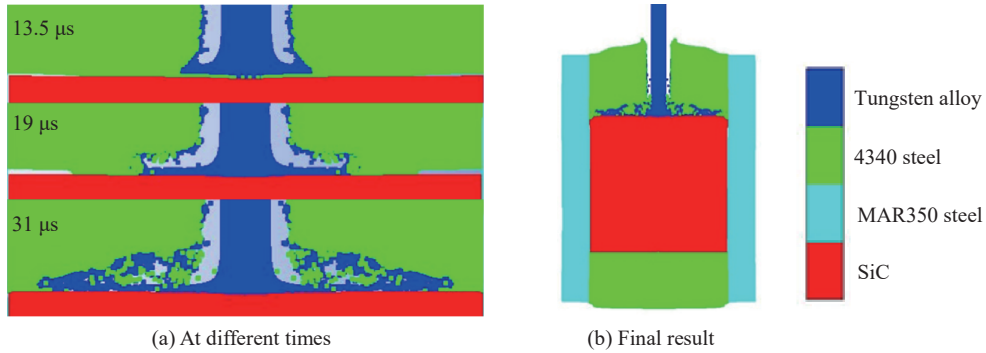 13.5 μs
19 μs
31 μs
Tungsten alloy
4340 steel
MAR350 steel
SiC
(a) At different times
(b) Final result